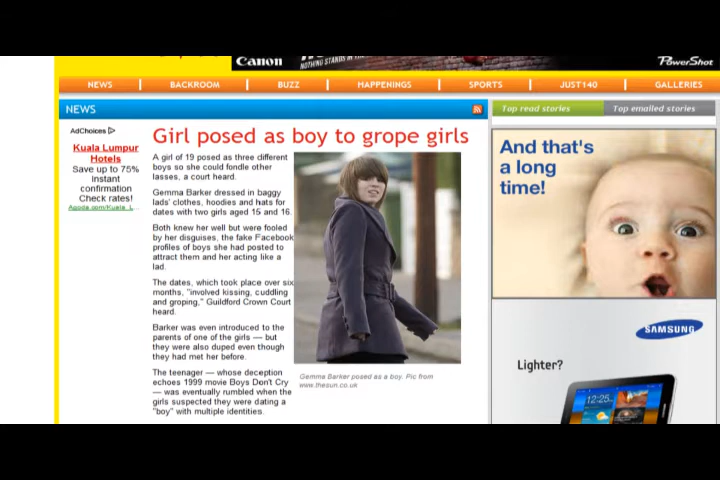 Canon
NOTHING STANDS IN
PowerShot
NEWS
BACKROOM
BUZZ
HAPPENINGS
SPORTS
JUST140
GALLERIES
NEWS
Top read stories
Top emailed stories
AdChoices
Kuala Lumpur
Hotels
Save up to 75%
instant
confirmation
Check rates!
Agoda.com/Kuala_L...
Girl posed as boy to grope girls
A girl of 19 posed as three different
boys so she could fondle other
lasses, a court heard.
Gemma Barker dressed in baggy
lads' clothes, hoodies and hats for
dates with two girls aged 15 and 16.
Both knew her well but were fooled
by her disguises, the fake Facebook
profiles of boys she had posted to
attract them and her acting like a
lad.
The dates, which took place over six
months, "involved kissing, cuddling
and groping," Guildford Crown Court
heard.
Barker was even introduced to the
parents of one of the girls — but
they were also duped even though
they had met her before.
The teenager — whose deception
echoes 1999 movie Boys Don't Cry
— was eventually rumbled when the
girls suspected they were dating a
"boy" with multiple identities.
Gemma Barker posed as a boy. Pic from
www.thesun.co.uk
And that's
a long
time!
SAMSUNG
Lighter?
12:25